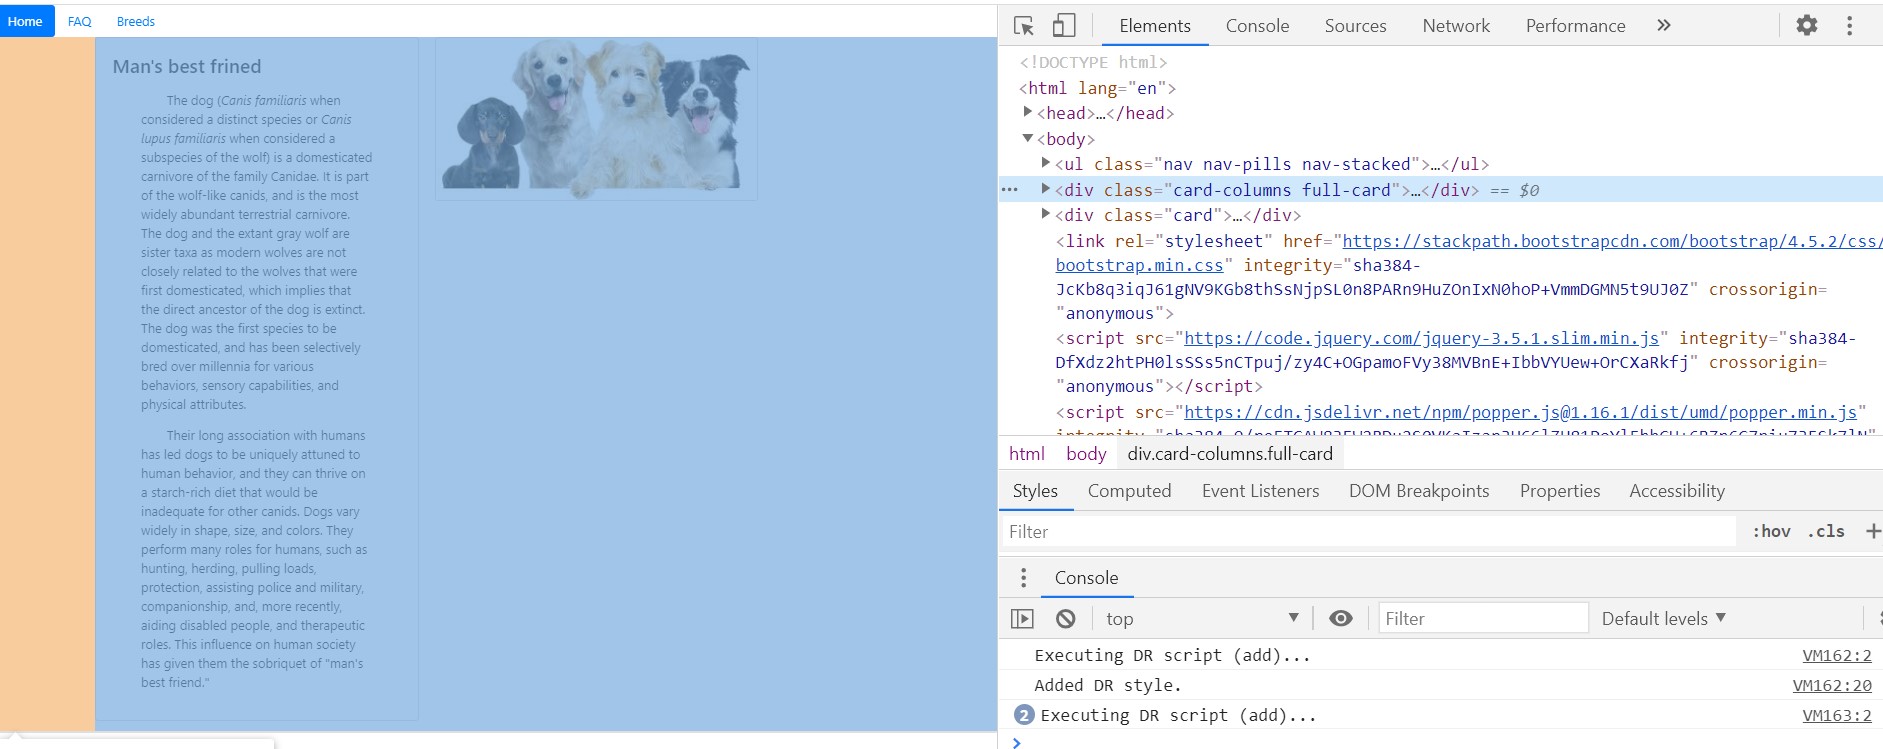 Home FAQ Breeds
Man's best frined
The dog (Canis familiaris when
considered a distinct species or Canis
lupus familiaris when considered a
subspecies of the wolf) is a domesticated
carnivore of the family Canidae. It is part
of the wolf-like canids, and is the most
widely abundant terrestrial carnivore.
The dog and the extant gray wolf are
sister taxa as modern wolves are not
closely related to the wolves that were
first domesticated, which implies that
the direct ancestor of the dog is extinct.
The dog was the first species to be
domesticated, and has been selectively
bred over millennia for various
behaviors, sensory capabilities, and
physical attributes.
Their long association with humans
has led dogs to be uniquely attuned to
human behavior, and they can thrive on
a starch-rich diet that would be
inadequate for other canids. Dogs vary
widely in shape, size, and colors. They
perform many roles for humans, such as
hunting, herding, pulling loads,
protection, assisting police and military,
companionship, and, more recently,
aiding disabled people, and therapeutic
roles. This influence on human society
has given them the sobriquet of "man's
best friend."
Elements Console Sources Network Performance
<!DOCTYPE html>
<html lang="en">
<head>…</head>
<body>
<ul class="nav nav-pills nav-stacked">…</ul>
<div class="card-columns full-card">…</div> == $0
<div class="card">…</div>
<link rel="stylesheet" href="https://stackpath.bootstrapcdn.com/bootstrap/4.5.2/css/
bootstrap.min.css" integrity="sha384-
JcKb8q3iqJ61gNV9KGb8thSsNjpSL0n8PARn9HuZOnIxN0hoP+VmmDGMN5t9UJ0Z" crossorigin=
"anonymous">
<script src="https://code.jquery.com/jquery-3.5.1.slim.min.js" integrity="sha384-
DfXdz2htPH0lsSSs5nCTpuj/zy4C+OGpamoFVy38MVBnE+IbbVYUew+OrCXaRkfj" crossorigin=
"anonymous"></script>
<script src="https://cdn.jsdelivr.net/npm/popper.js@1.16.1/dist/umd/popper.min.js"
html body div.card-columns.full-card
Styles Computed Event Listeners DOM Breakpoints Properties Accessibility
Filter :hov .cls +
Console
top Filter Default levels
Executing DR script (add)... VM162:2
Added DR style. VM162:20
2 Executing DR script (add)... VM163:2